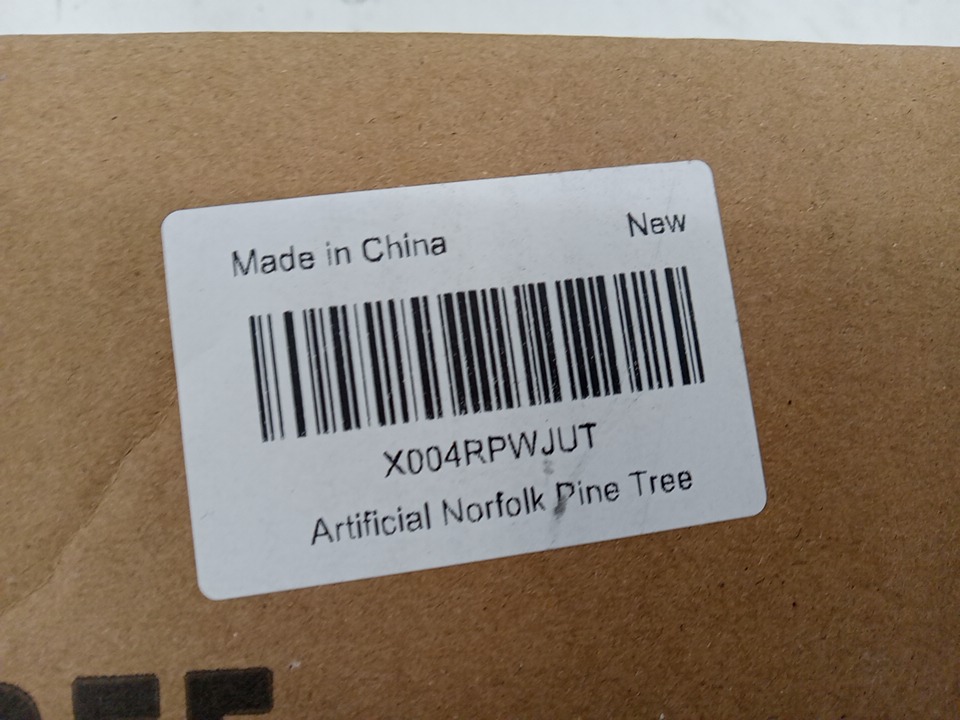 Made in China
New
X004RPWJUT
Artificial Norfolk Pine Tree